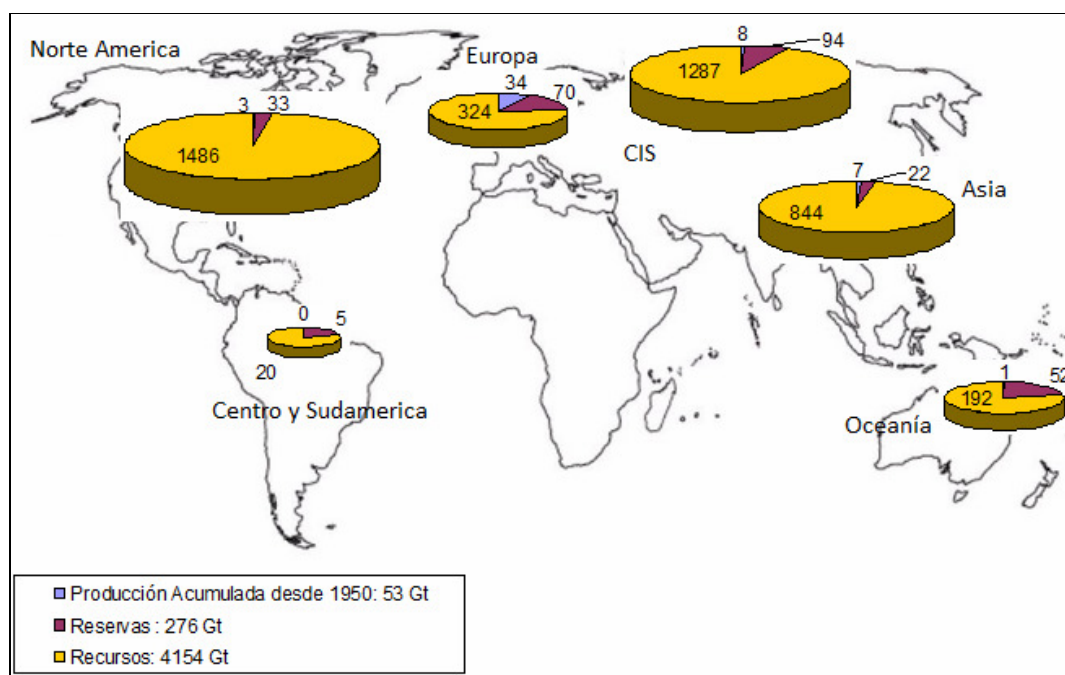 Norte America
3 33
1486
Europa
34 70
324
8 94
1287
CIS
7 22
844
Asia
0 5
20
Centro y Sudamerica
1 52
192
Oceanía
Producción Acumulada desde 1950: 53 Gt
Reservas : 276 Gt
Recursos: 4154 Gt